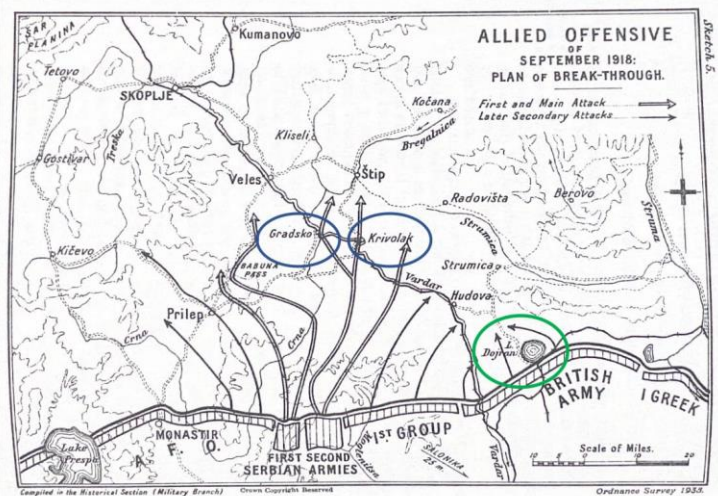 ALLIED OFFENSIVE
OF
SEPTEMBER 1918:
PLAN OF BREAK-THROUGH.
First and Main Attack
Later Secondary Attacks
Sketch 5.
ŠAR
PLANINA
Kumanovo
Tetovo
SKOPLJE
Kočana
Treska
Kliseli
Bregalnica
Gostivar
Veles
Štip
Radovišta
Berovo
Struma
Gradsko
Krivolak
Strumica
Kičevo
BABUNA
PASS
Strumica
Vardar
Hudova
Prilep
Crna
Crna
L.
Dojran
BRITISH
ARMY
I GREEK
MONASTIR
A. F. O.
FIRST SECOND
SERBIAN ARMIES
1ST GROUP
Lake
Prespa
SALONIKA
25 m
Vardar
Scale of Miles.
10 5 0 10 20
Compiled in the Historical Section (Military Branch)
Crown Copyright Reserved
Ordnance Survey 1933.